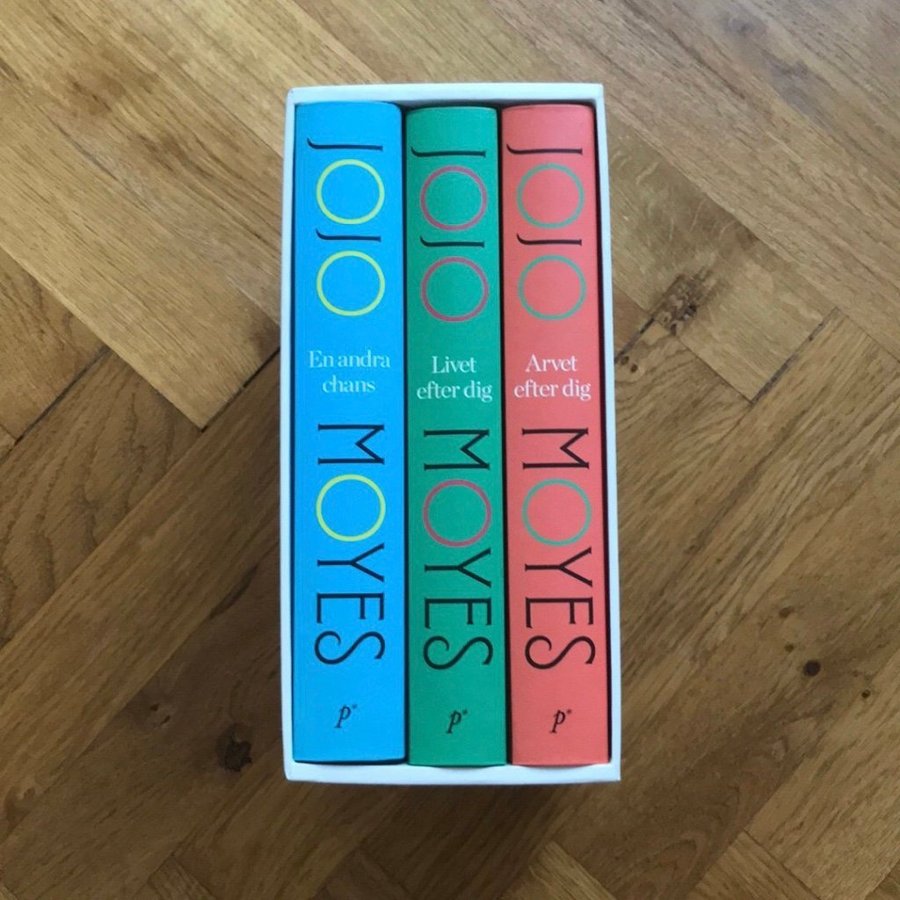 JOJO
En andra
chans
MOYES
p*
JOJO
Livet
efter dig
MOYES
p*
JOJO
Arvet
efter dig
MOYES
p*